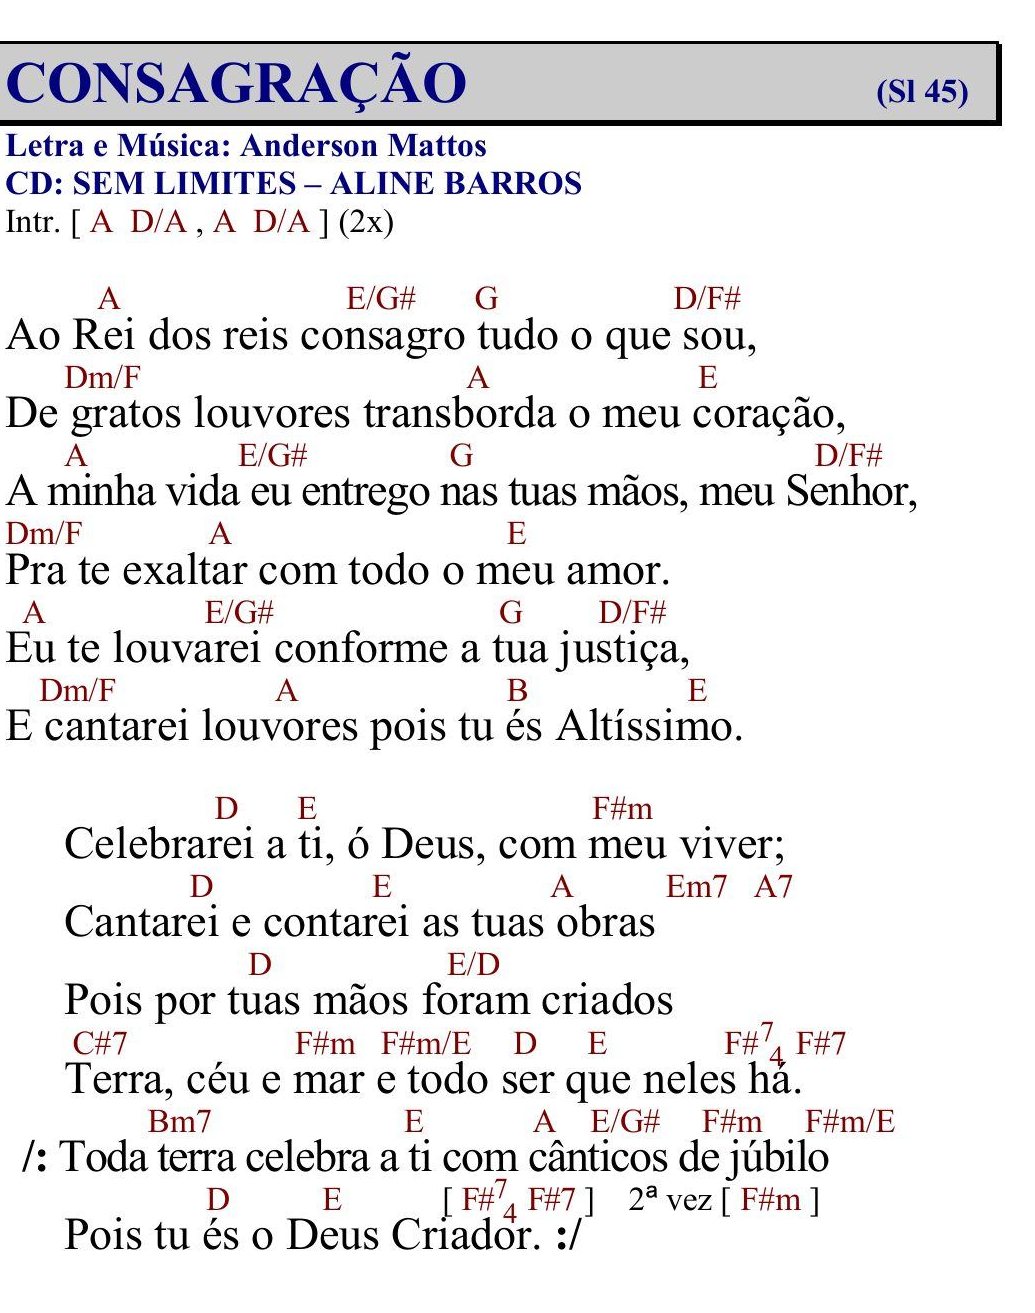 CONSAGRAÇÃO (Sl 45)
Letra e Música: Anderson Mattos
CD: SEM LIMITES – ALINE BARROS
Intr. [ A D/A , A D/A ] (2x)
A E/G# G D/F#
Ao Rei dos reis consagro tudo o que sou,
Dm/F A E
De gratos louvores transborda o meu coração,
A E/G# G D/F#
A minha vida eu entrego nas tuas mãos, meu Senhor,
Dm/F A E
Pra te exaltar com todo o meu amor.
A E/G# G D/F#
Eu te louvarei conforme a tua justiça,
Dm/F A B E
E cantarei louvores pois tu és Altíssimo.
D E F#m
Celebrarei a ti, ó Deus, com meu viver;
D E A Em7 A7
Cantarei e contarei as tuas obras
D E/D
Pois por tuas mãos foram criados
C#7 F#m F#m/E D E F#7 4 F#7
Terra, céu e mar e todo ser que neles há.
Bm7 E A E/G# F#m F#m/E
/: Toda terra celebra a ti com cânticos de júbilo
D E [ F#7 4 F#7 ] 2ª vez [ F#m ]
Pois tu és o Deus Criador. :/